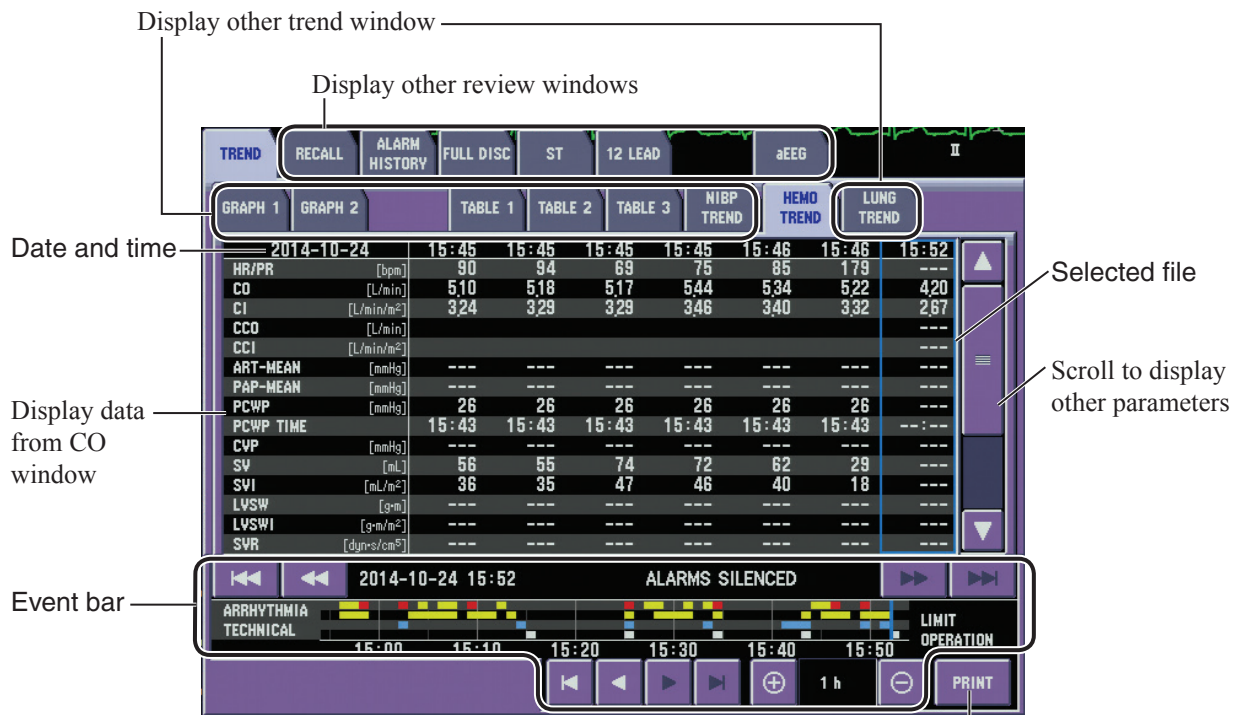 Display other trend window
Display other review windows
TREND RECALL ALARM HISTORY FULL DISC ST 12 LEAD aEEG II
GRAPH 1 GRAPH 2 TABLE 1 TABLE 2 TABLE 3 NIBP TREND HEMO TREND LUNG TREND
Date and time
2014-10-24 15:45 15:45 15:45 15:45 15:46 15:46 15:52
HR/PR [bpm] 90 94 69 75 85 179 ---
Selected file
CO [L/min] 5.10 5.18 5.17 5.44 5.34 5.22 4.20
CI [L/min/m²] 3.24 3.29 3.29 3.46 3.40 3.32 2.67
CCO [L/min] ---
CCI [L/min/m²] ---
ART-MEAN [mmHg] --- --- --- --- --- --- ---
PAP-MEAN [mmHg] --- --- --- --- --- --- ---
Scroll to display
other parameters
Display data
from CO
window
PCWP [mmHg] 26 26 26 26 26 26 ---
PCWP TIME 15:43 15:43 15:43 15:43 15:43 15:43 --:--
CVP [mmHg] --- --- --- --- --- --- ---
SV [mL] 56 55 74 72 62 29 ---
SVI [mL/m²] 36 35 47 46 40 18 ---
LVSW [g·m] --- --- --- --- --- --- ---
LVSWI [g·m/m²] --- --- --- --- --- --- ---
SVR [dyn·s/cm⁵] --- --- --- --- --- --- ---
Event bar
2014-10-24 15:52 ALARMS SILENCED
ARRHYTHMIA
TECHNICAL
LIMIT
OPERATION
15:00 15:10 15:20 15:30 15:40 15:50
1 h PRINT